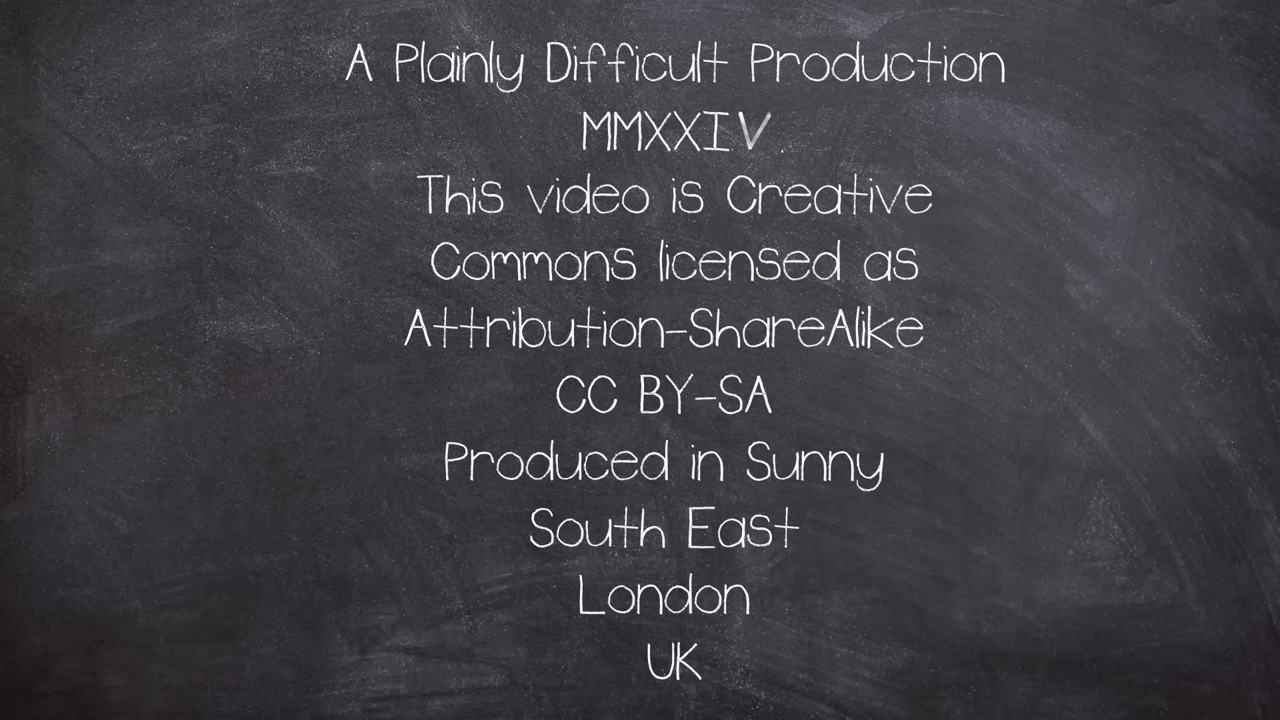 A Plainly Difficult Production
MMXXIV
This video is Creative
Commons licensed as
Attribution-ShareAlike
CC BY-SA
Produced in Sunny
South East
London
UK